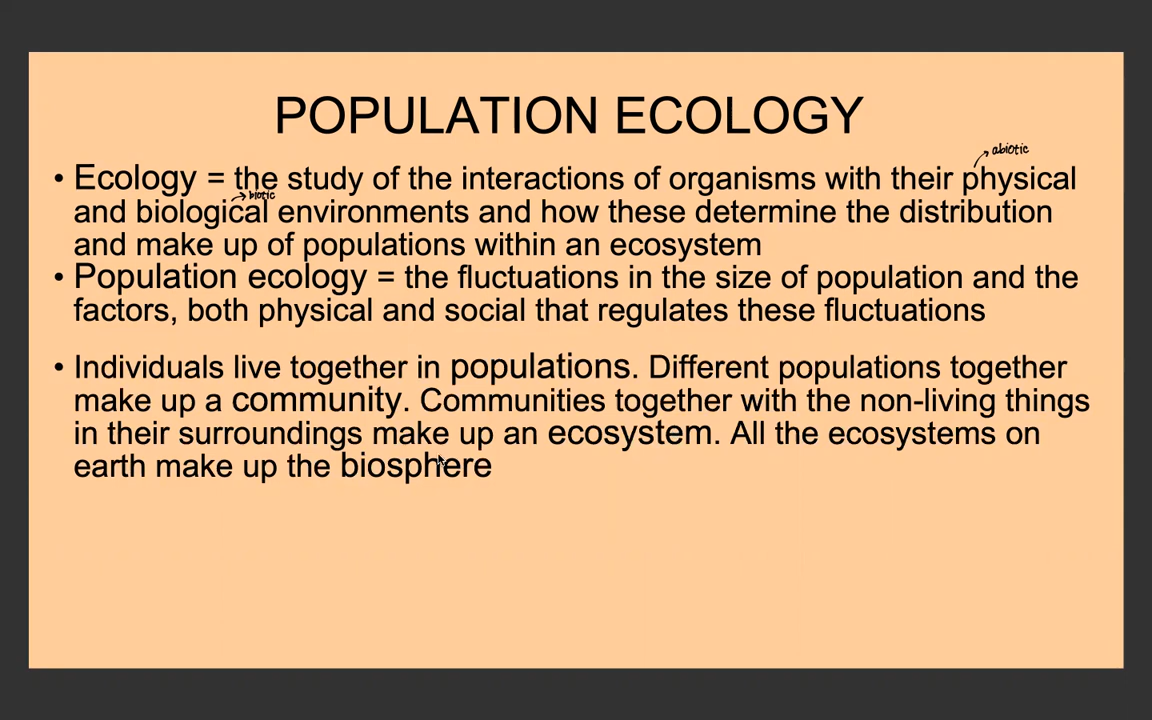 POPULATION ECOLOGY
abiotic
• Ecology = the study of the interactions of organisms with their physical
biotic
and biological environments and how these determine the distribution
and make up of populations within an ecosystem
• Population ecology = the fluctuations in the size of population and the
factors, both physical and social that regulates these fluctuations
• Individuals live together in populations. Different populations together
make up a community. Communities together with the non-living things
in their surroundings make up an ecosystem. All the ecosystems on
earth make up the biosphere